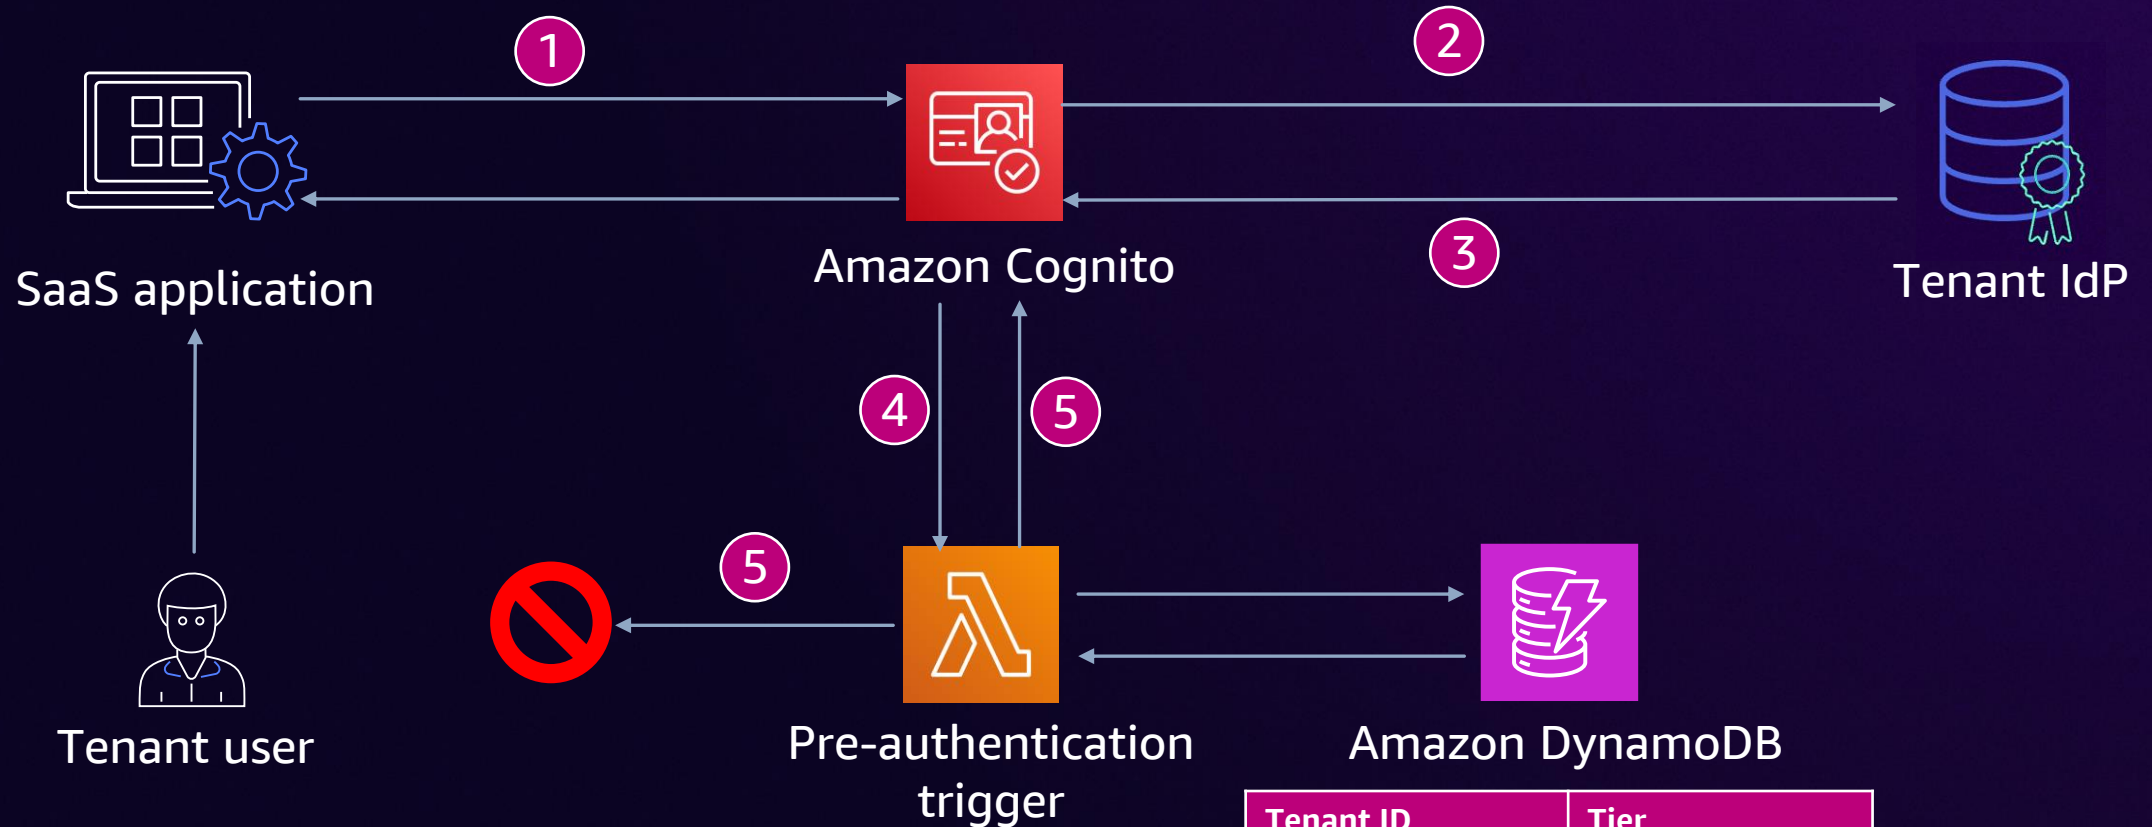 1
2
SaaS application
Amazon Cognito
3
Tenant IdP
4
5
5
Tenant user
Pre-authentication
trigger
Amazon DynamoDB
Tenant ID
Tier